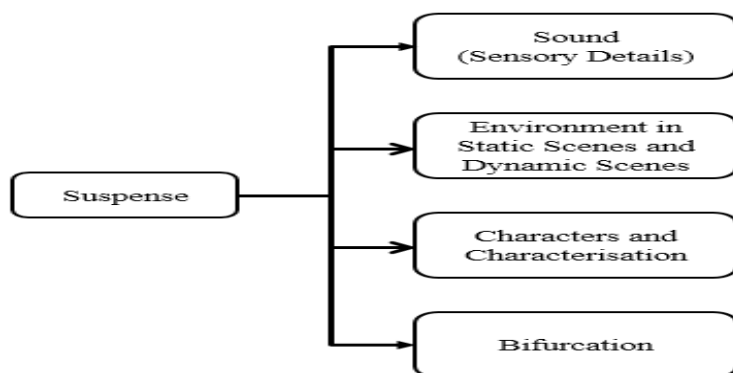 Sound
(Sensory Details)
Environment in
Static Scenes and
Dynamic Scenes
Suspense
Characters and
Characterisation
Bifurcation